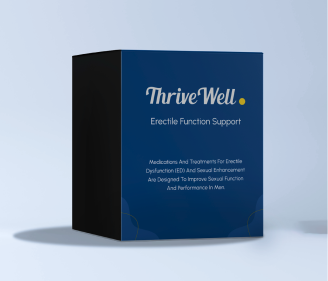 ThriveWell
Erectile Function Support
Medications And Treatments For Erectile
Dysfunction (ED) And Sexual Enhancement
Are Designed To Improve Sexual Function
And Performance In Men.